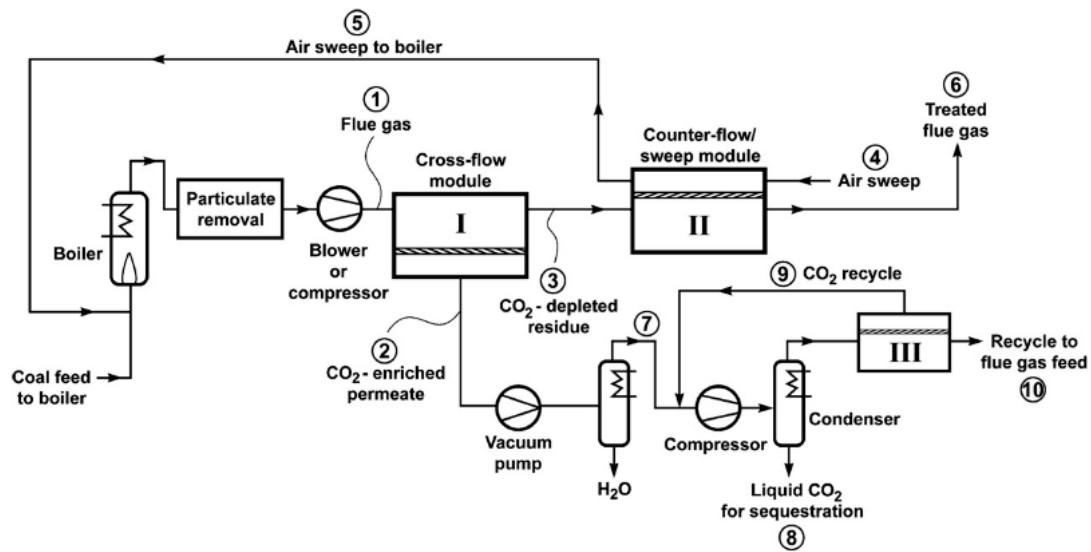 ⑤
Air sweep to boiler
①
Flue gas
Cross-flow
module
I
Counter-flow/
sweep module
II
④
Air sweep
⑥
Treated
flue gas
Particulate
removal
Boiler
Blower
or
compressor
③
CO₂ - depleted
residue
②
CO₂ - enriched
permeate
Coal feed
to boiler
Vacuum
pump
H₂O
⑦
⑨ CO₂ recycle
Compressor
Condenser
III
Recycle to
flue gas feed
⑩
Liquid CO₂
for sequestration
⑧